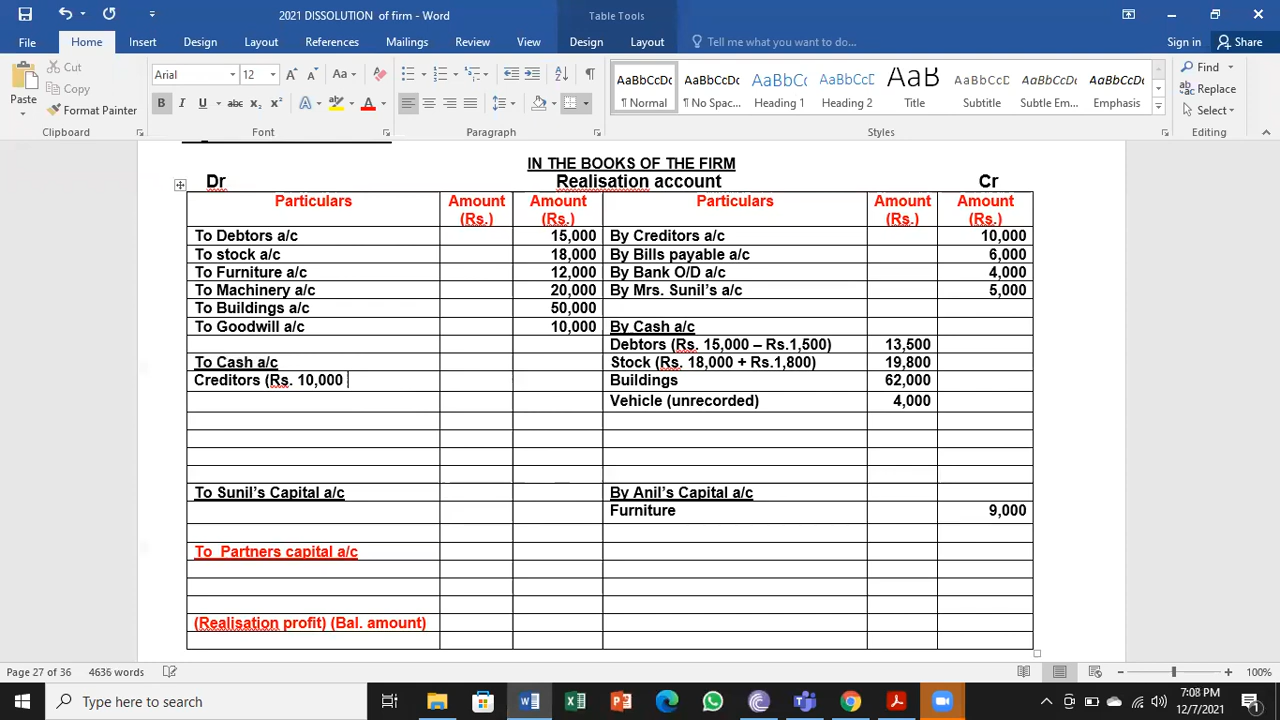 2021 DISSOLUTION of firm - Word
Table Tools
File Home Insert Design Layout References Mailings Review View Design Layout Tell me what you want to do... Sign in Share
Paste Cut Copy Format Painter Clipboard
Arial 12 Font
Paragraph
AaBbCcDc ¶ Normal
AaBbCcDc ¶ No Spac...
AaBbCc Heading 1
AaBbCcD Heading 2
AaB Title
AaBbCcD Subtitle
AaBbCcDc Subtle Em...
AaBbCcDc Emphasis
Styles
Find Replace Select Editing
IN THE BOOKS OF THE FIRM
Dr Realisation account Cr
Particulars Amount (Rs.) Amount (Rs.) Particulars Amount (Rs.) Amount (Rs.)
To Debtors a/c 15,000 By Creditors a/c 10,000
To stock a/c 18,000 By Bills payable a/c 6,000
To Furniture a/c 12,000 By Bank O/D a/c 4,000
To Machinery a/c 20,000 By Mrs. Sunil's a/c 5,000
To Buildings a/c 50,000
To Goodwill a/c 10,000 By Cash a/c
Debtors (Rs. 15,000 – Rs.1,500) 13,500
To Cash a/c Stock (Rs. 18,000 + Rs.1,800) 19,800
Creditors (Rs. 10,000 Buildings 62,000
Vehicle (unrecorded) 4,000
To Sunil's Capital a/c By Anil's Capital a/c
Furniture 9,000
To Partners capital a/c
(Realisation profit) (Bal. amount)
Page 27 of 36 4636 words 100%
Type here to search
7:08 PM
12/7/2021